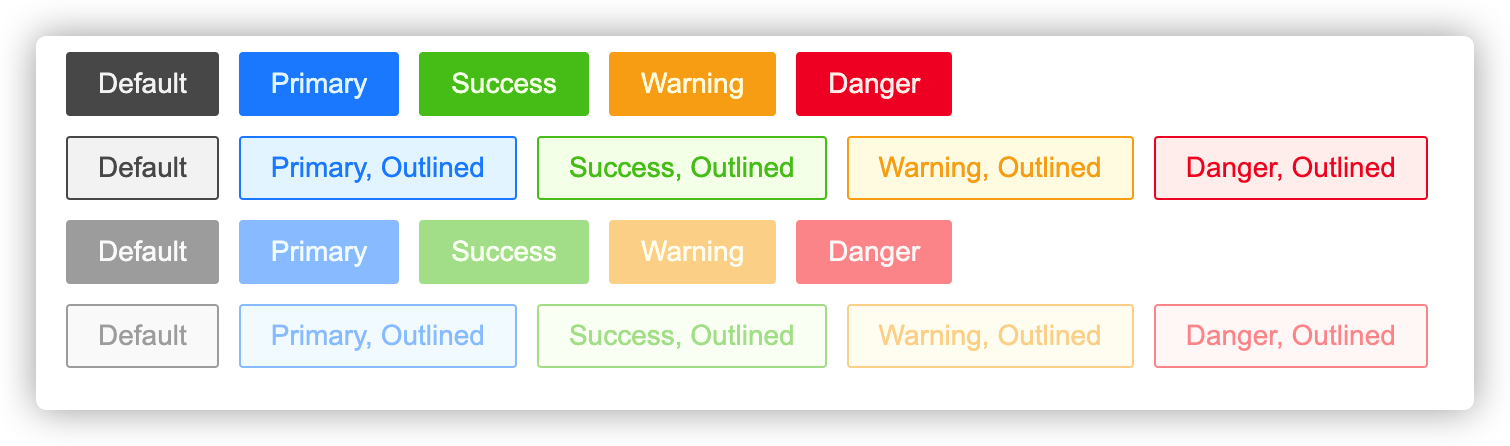 Default Primary Success Warning Danger
Default Primary, Outlined Success, Outlined Warning, Outlined Danger, Outlined
Default Primary Success Warning Danger
Default Primary, Outlined Success, Outlined Warning, Outlined Danger, Outlined